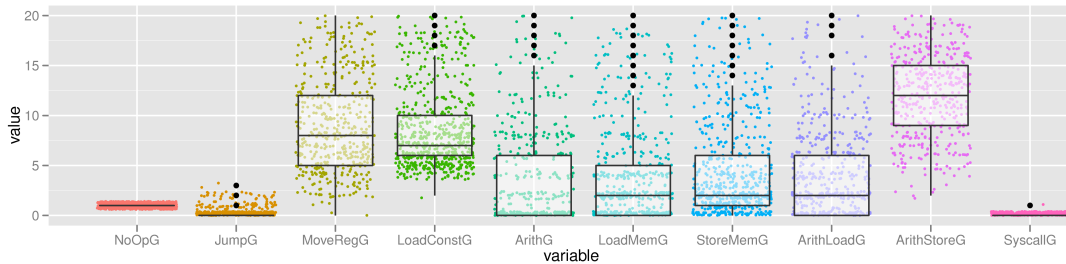 20
15
10
5
0
value
NoOpG JumpG MoveRegG LoadConstG ArithG LoadMemG StoreMemG ArithLoadG ArithStoreG SyscallG
variable